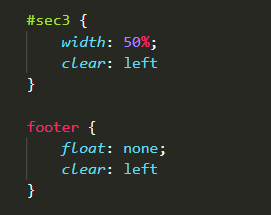 #sec3 {
    width: 50%;
    clear: left
}

footer {
    float: none;
    clear: left
}